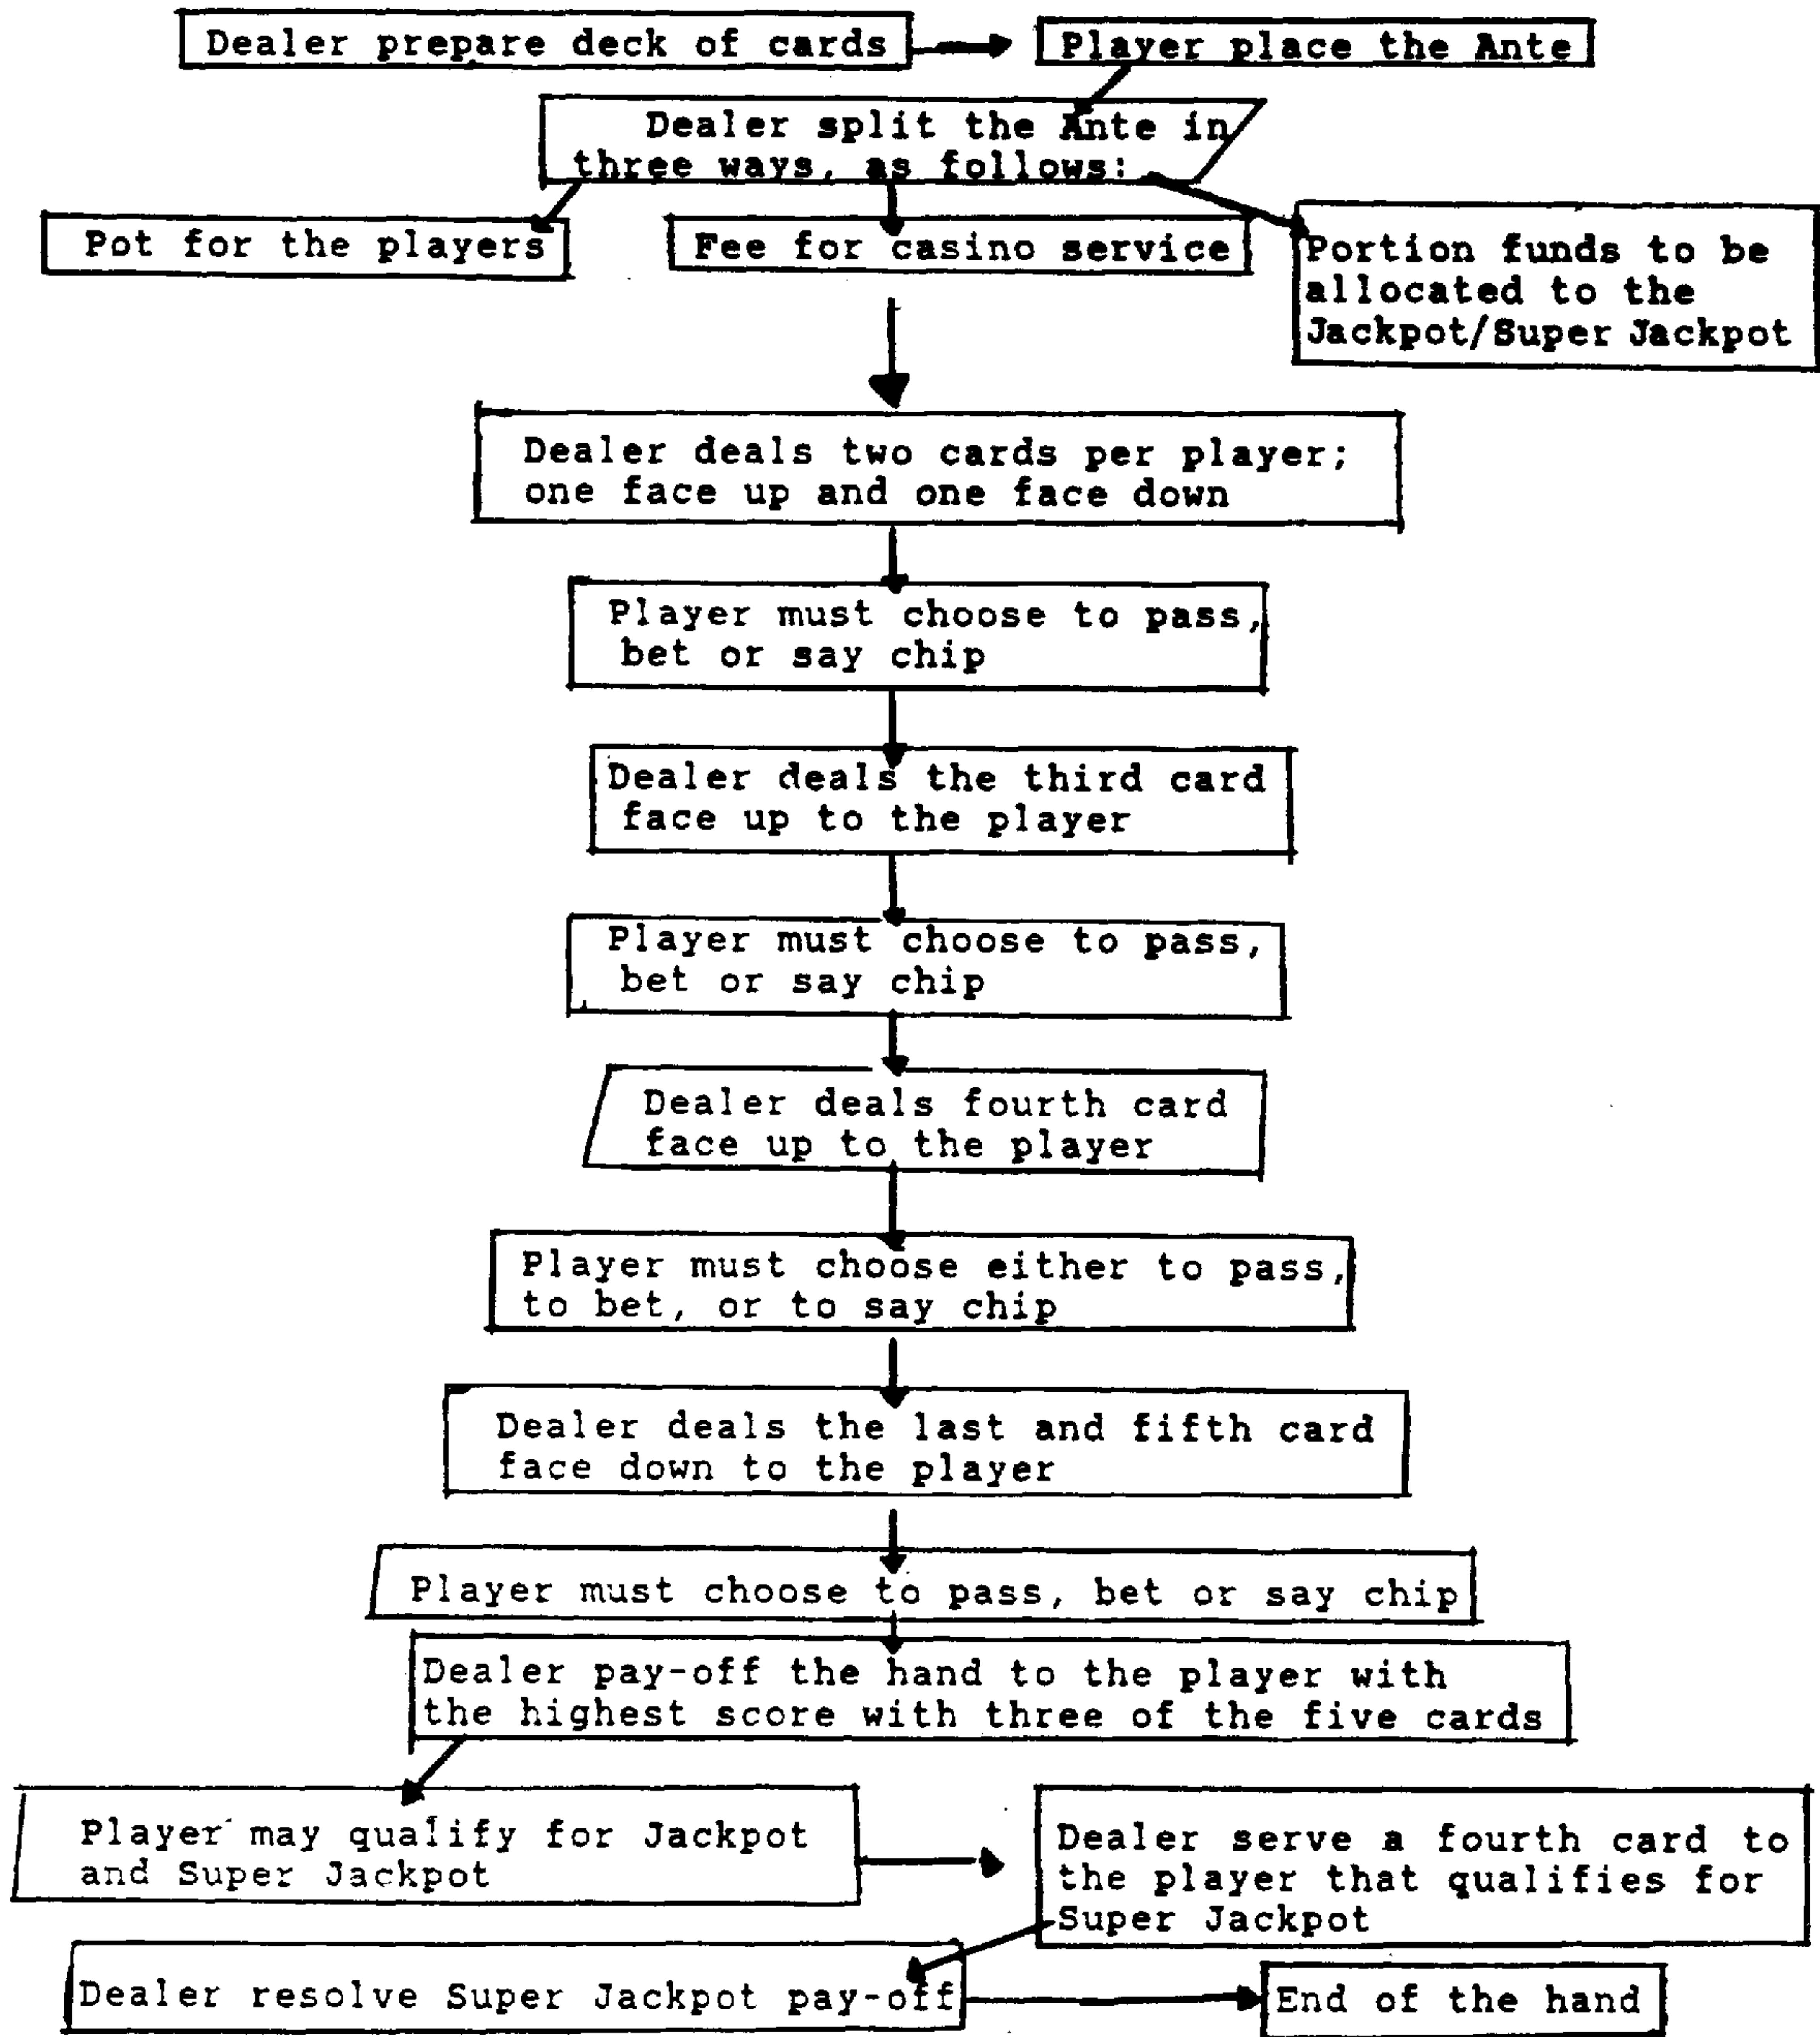 Dealer prepare deck of cards
Player place the Ante
Dealer split the Ante in
three ways, as follows:
Pot for the players
Fee for casino service
Portion funds to be
allocated to the
Jackpot/Super Jackpot
Dealer deals two cards per player;
one face up and one face down
Player must choose to pass,
bet or say chip
Dealer deals the third card
face up to the player
Player must choose to pass,
bet or say chip
Dealer deals fourth card
face up to the player
Player must choose either to pass,
to bet, or to say chip
Dealer deals the last and fifth card
face down to the player
Player must choose to pass, bet or say chip
Dealer pay-off the hand to the player with
the highest score with three of the five cards
Player may qualify for Jackpot
and Super Jackpot
Dealer serve a fourth card to
the player that qualifies for
Super Jackpot
Dealer resolve Super Jackpot pay-off
End of the hand